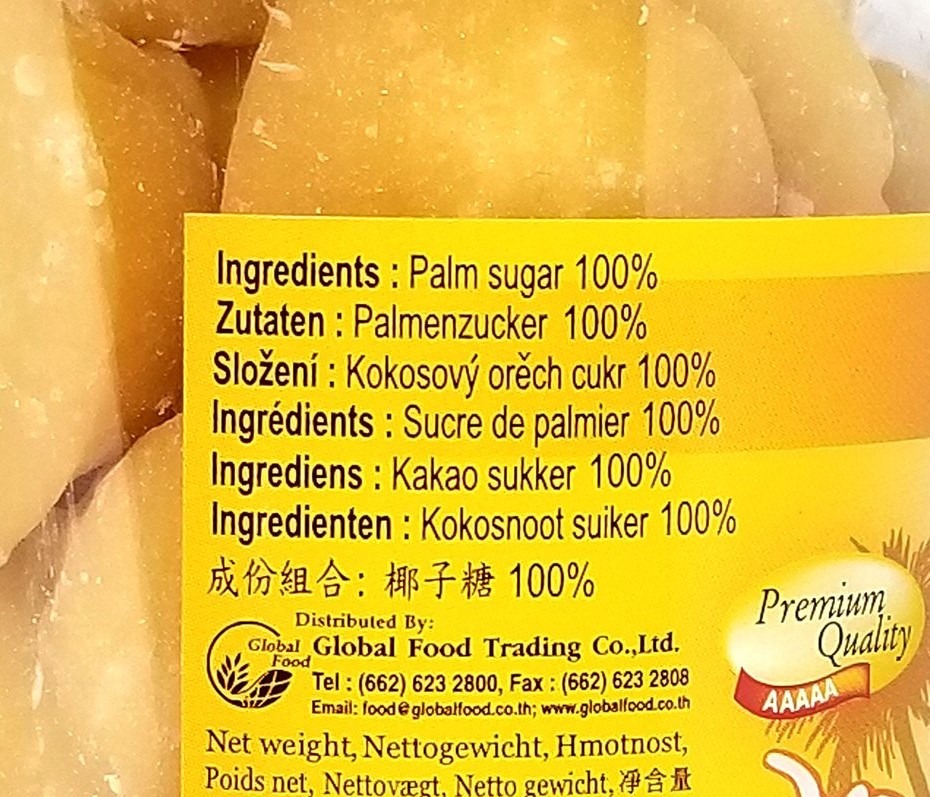 Ingredients : Palm sugar 100%
Zutaten : Palmenzucker 100%
Složení : Kokosový orěch cukr 100%
Ingrédients : Sucre de palmier 100%
Ingrediens : Kakao sukker 100%
Ingredienten : Kokosnoot suiker 100%
成份組合: 椰子糖 100%
Distributed By:
Global Food
Global Food Trading Co.,Ltd.
Tel : (662) 623 2800, Fax : (662) 623 2808
Email: food@globalfood.co.th; www.globalfood.co.th
Premium
Quality
AAAAA
Net weight, Nettogewicht, Hmotnost,
Poids net, Nettovægt, Netto gewicht, 淨含量